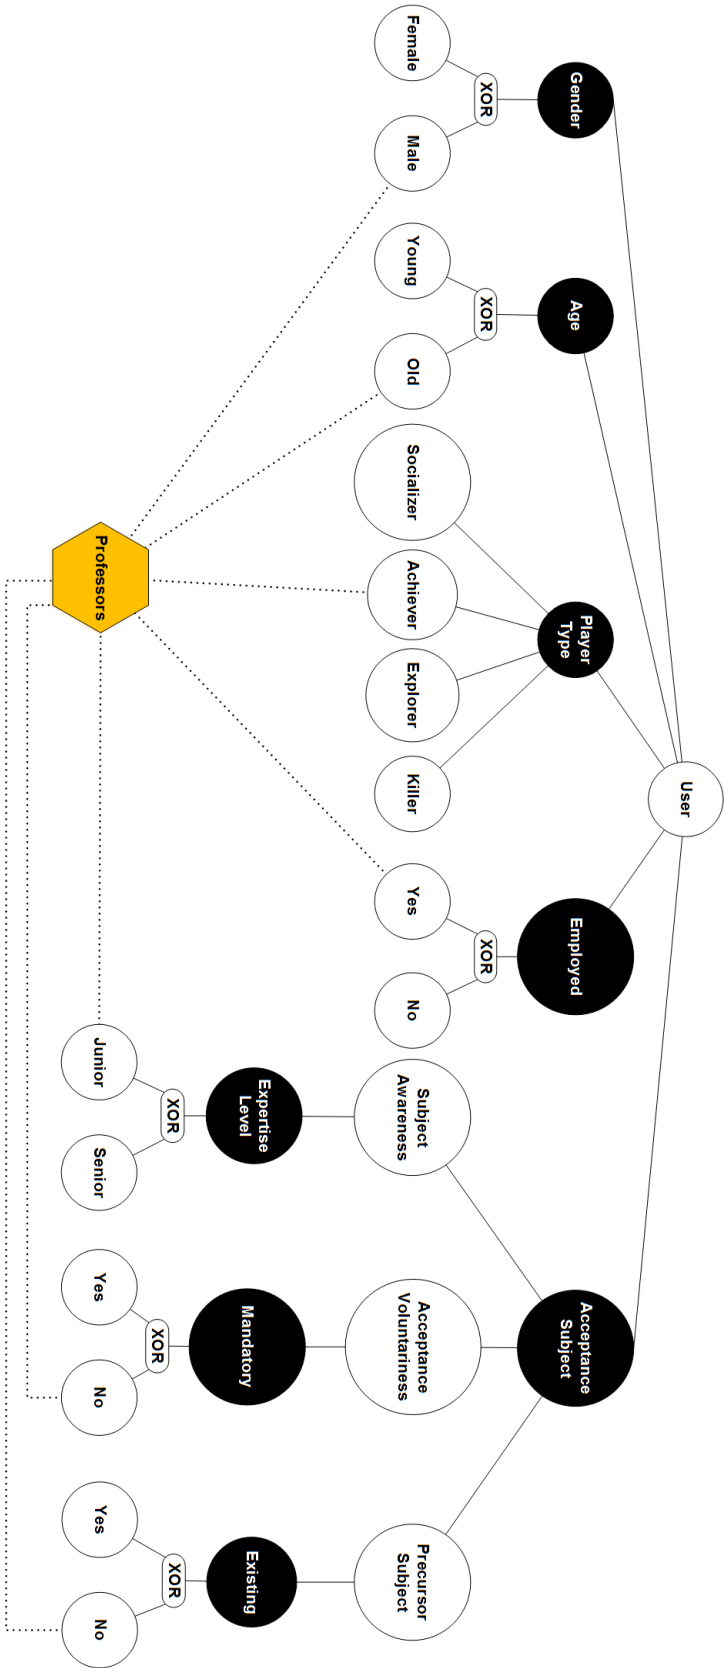 User
Gender
Age
Player
Type
Employed
Acceptance
Subject
XOR
XOR
XOR
Female
Male
Young
Old
Socializer
Achiever
Explorer
Killer
Yes
No
Subject
Awareness
Acceptance
Voluntariness
Precursor
Subject
Expertise
Level
Mandatory
Existing
XOR
XOR
XOR
Professors
Junior
Senior
Yes
No
Yes
No